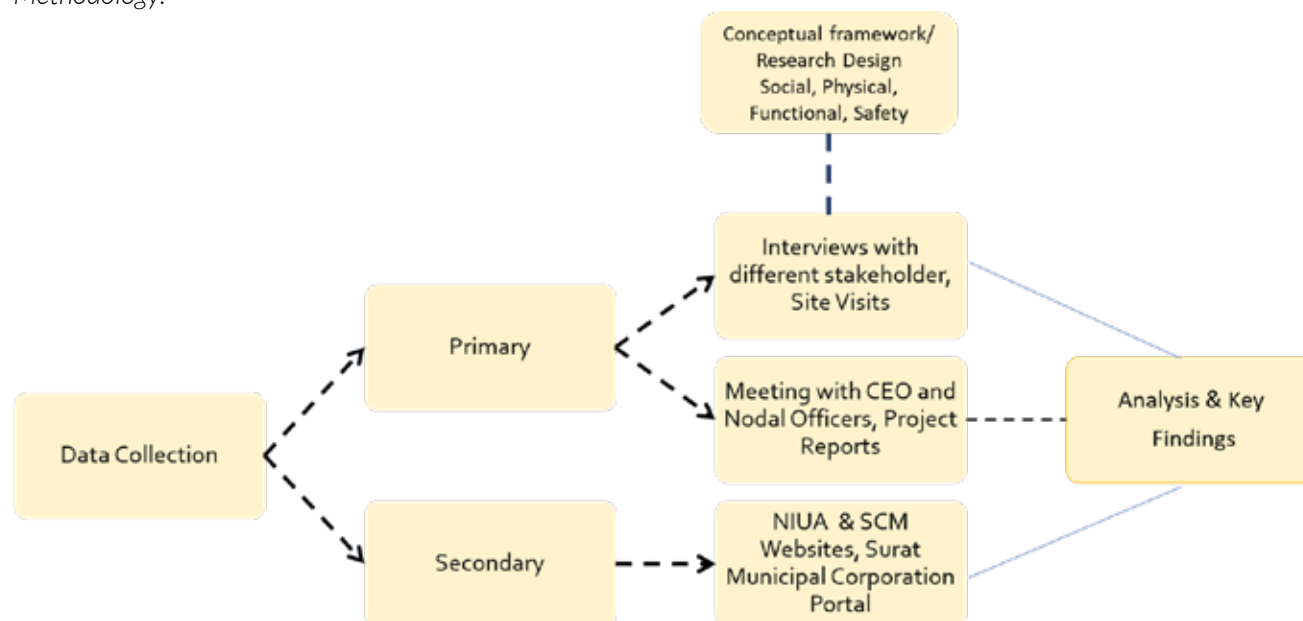 Methodology:
Conceptual framework/
Research Design
Social, Physical,
Functional, Safety
Interviews with
different stakeholder,
Site Visits
Primary
Meeting with CEO and
Nodal Officers, Project
Reports
Analysis & Key
Findings
Data Collection
NIUA & SCM
Websites, Surat
Municipal Corporation
Portal
Secondary